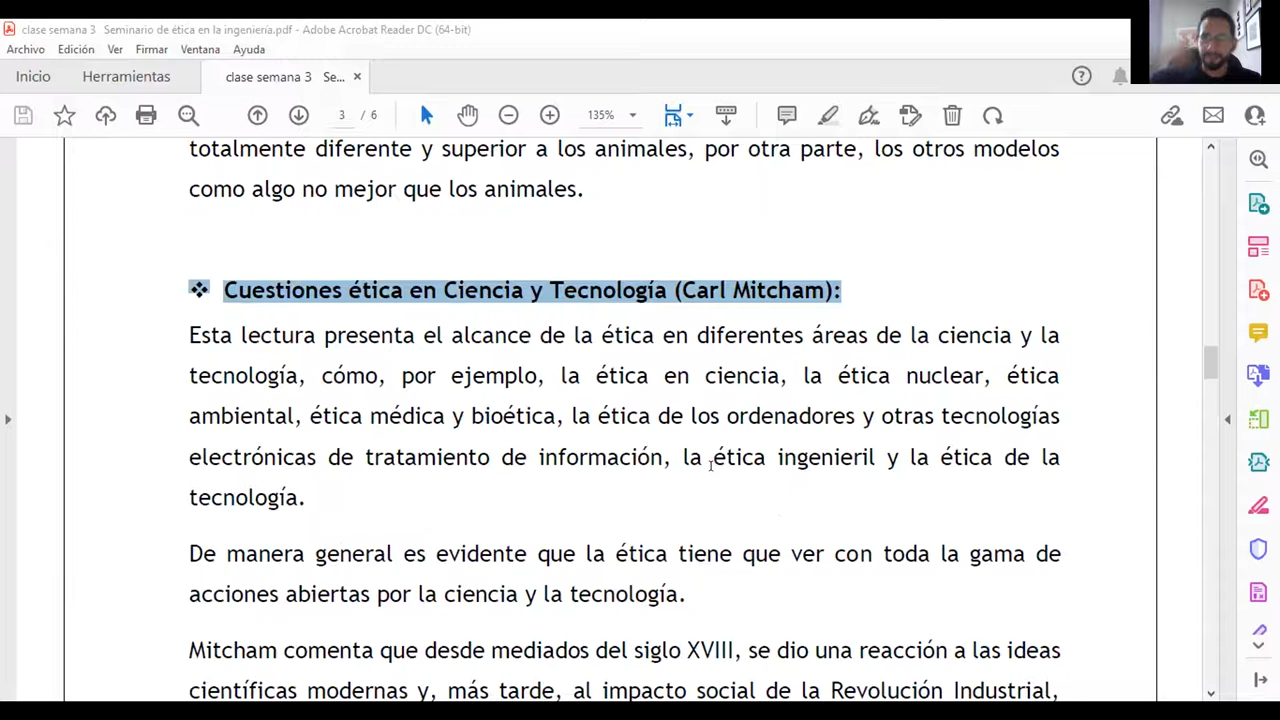 clase semana 3 Seminario de ética en la ingeniería.pdf - Adobe Acrobat Reader DC (64-bit)
Archivo Edición Ver Firmar Ventana Ayuda
Inicio Herramientas clase semana 3 Se... ×
3 / 6 135%
totalmente diferente y superior a los animales, por otra parte, los otros modelos
como algo no mejor que los animales.
❖ Cuestiones ética en Ciencia y Tecnología (Carl Mitcham):
Esta lectura presenta el alcance de la ética en diferentes áreas de la ciencia y la
tecnología, cómo, por ejemplo, la ética en ciencia, la ética nuclear, ética
ambiental, ética médica y bioética, la ética de los ordenadores y otras tecnologías
electrónicas de tratamiento de información, la ética ingenieril y la ética de la
tecnología.
De manera general es evidente que la ética tiene que ver con toda la gama de
acciones abiertas por la ciencia y la tecnología.
Mitcham comenta que desde mediados del siglo XVIII, se dio una reacción a las ideas
científicas modernas y, más tarde, al impacto social de la Revolución Industrial,